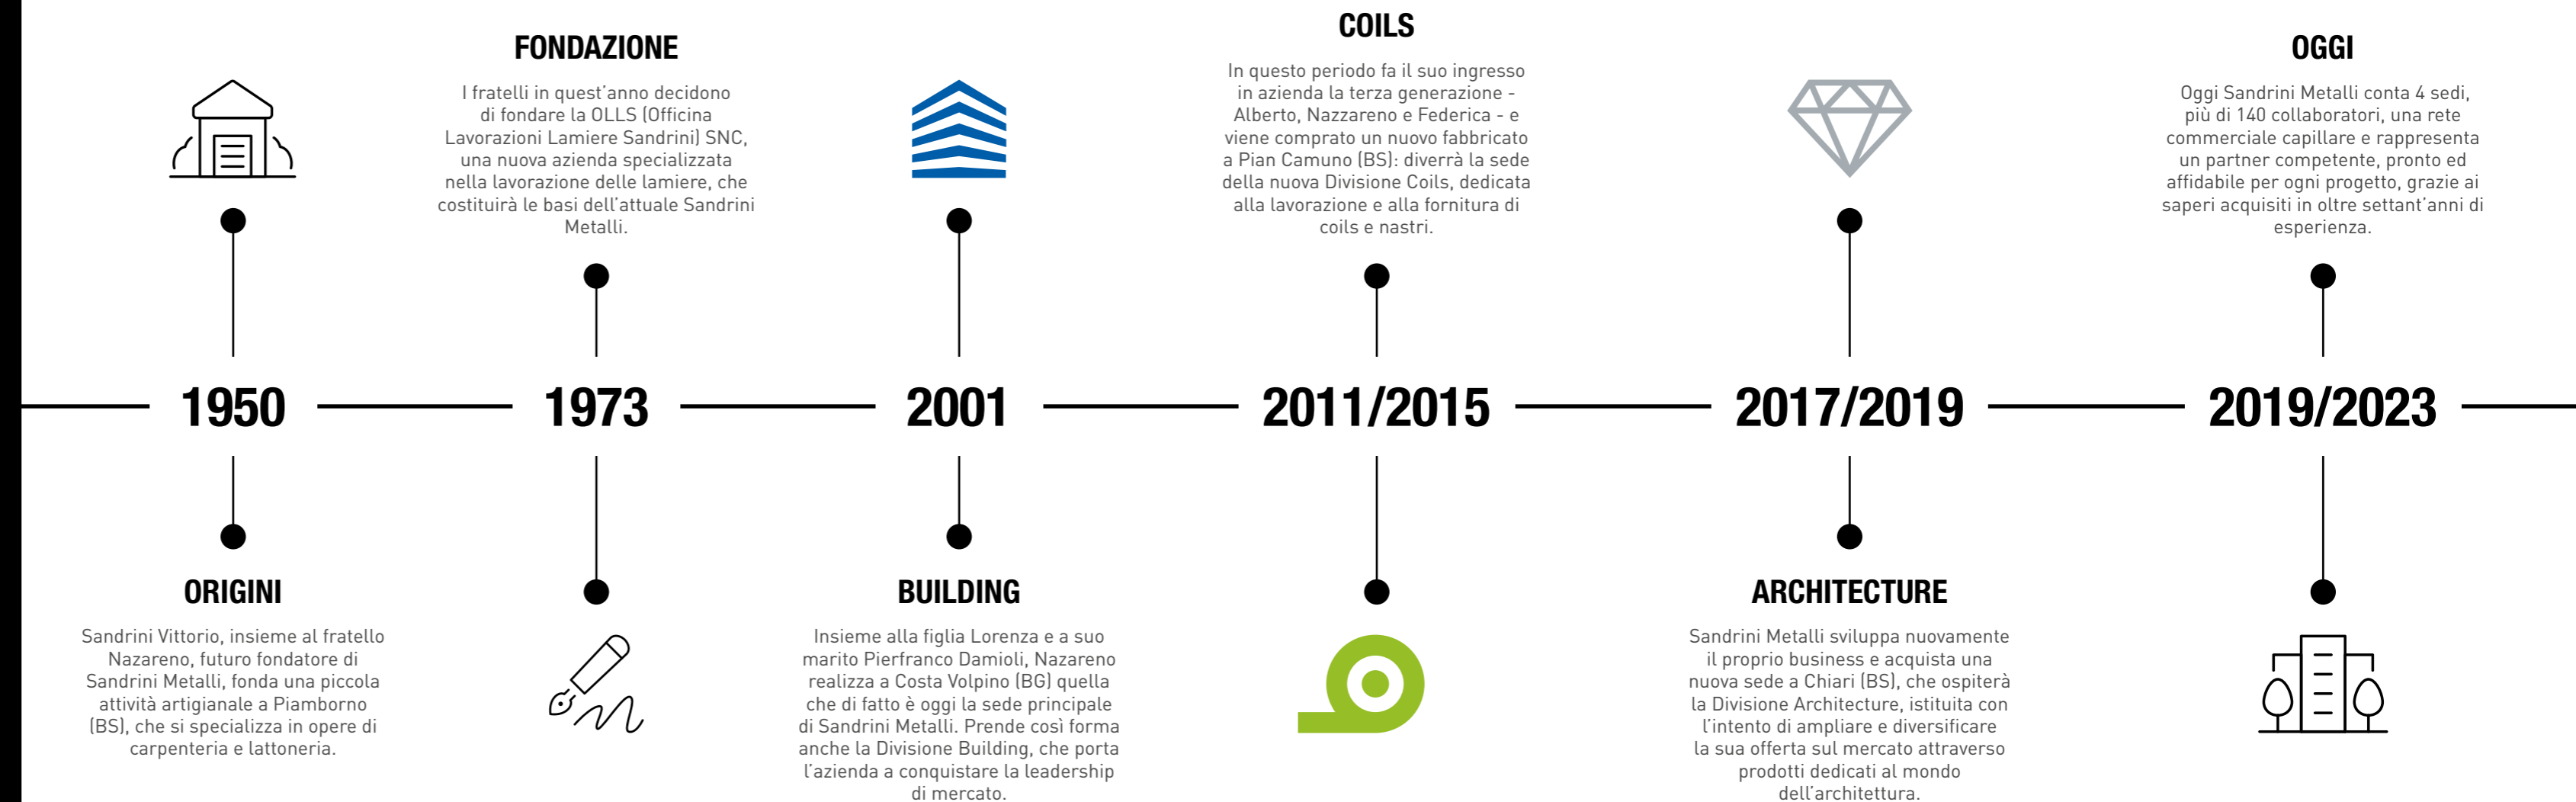 1950
ORIGINI
Sandrini Vittorio, insieme al fratello
Nazareno, futuro fondatore di
Sandrini Metalli, fonda una piccola
attività artigianale a Piamborno
(BS), che si specializza in opere di
carpenteria e lattoneria.
FONDAZIONE
I fratelli in quest'anno decidono
di fondare la OLLS (Officina
Lavorazioni Lamiere Sandrini) SNC,
una nuova azienda specializzata
nella lavorazione delle lamiere, che
costituirà le basi dell'attuale Sandrini
Metalli.
1973
2001
BUILDING
Insieme alla figlia Lorenza e a suo
marito Pierfranco Damioli, Nazareno
realizza a Costa Volpino (BG) quella
che di fatto è oggi la sede principale
di Sandrini Metalli. Prende così forma
anche la Divisione Building, che porta
l'azienda a conquistare la leadership
di mercato.
COILS
In questo periodo fa il suo ingresso
in azienda la terza generazione -
Alberto, Nazzareno e Federica - e
viene comprato un nuovo fabbricato
a Pian Camuno (BS): diverrà la sede
della nuova Divisione Coils, dedicata
alla lavorazione e alla fornitura di
coils e nastri.
2011/2015
2017/2019
ARCHITECTURE
Sandrini Metalli sviluppa nuovamente
il proprio business e acquista una
nuova sede a Chiari (BS), che ospiterà
la Divisione Architecture, istituita con
l'intento di ampliare e diversificare
la sua offerta sul mercato attraverso
prodotti dedicati al mondo
dell'architettura.
OGGI
Oggi Sandrini Metalli conta 4 sedi,
più di 140 collaboratori, una rete
commerciale capillare e rappresenta
un partner competente, pronto ed
affidabile per ogni progetto, grazie ai
saperi acquisiti in oltre settant'anni di
esperienza.
2019/2023